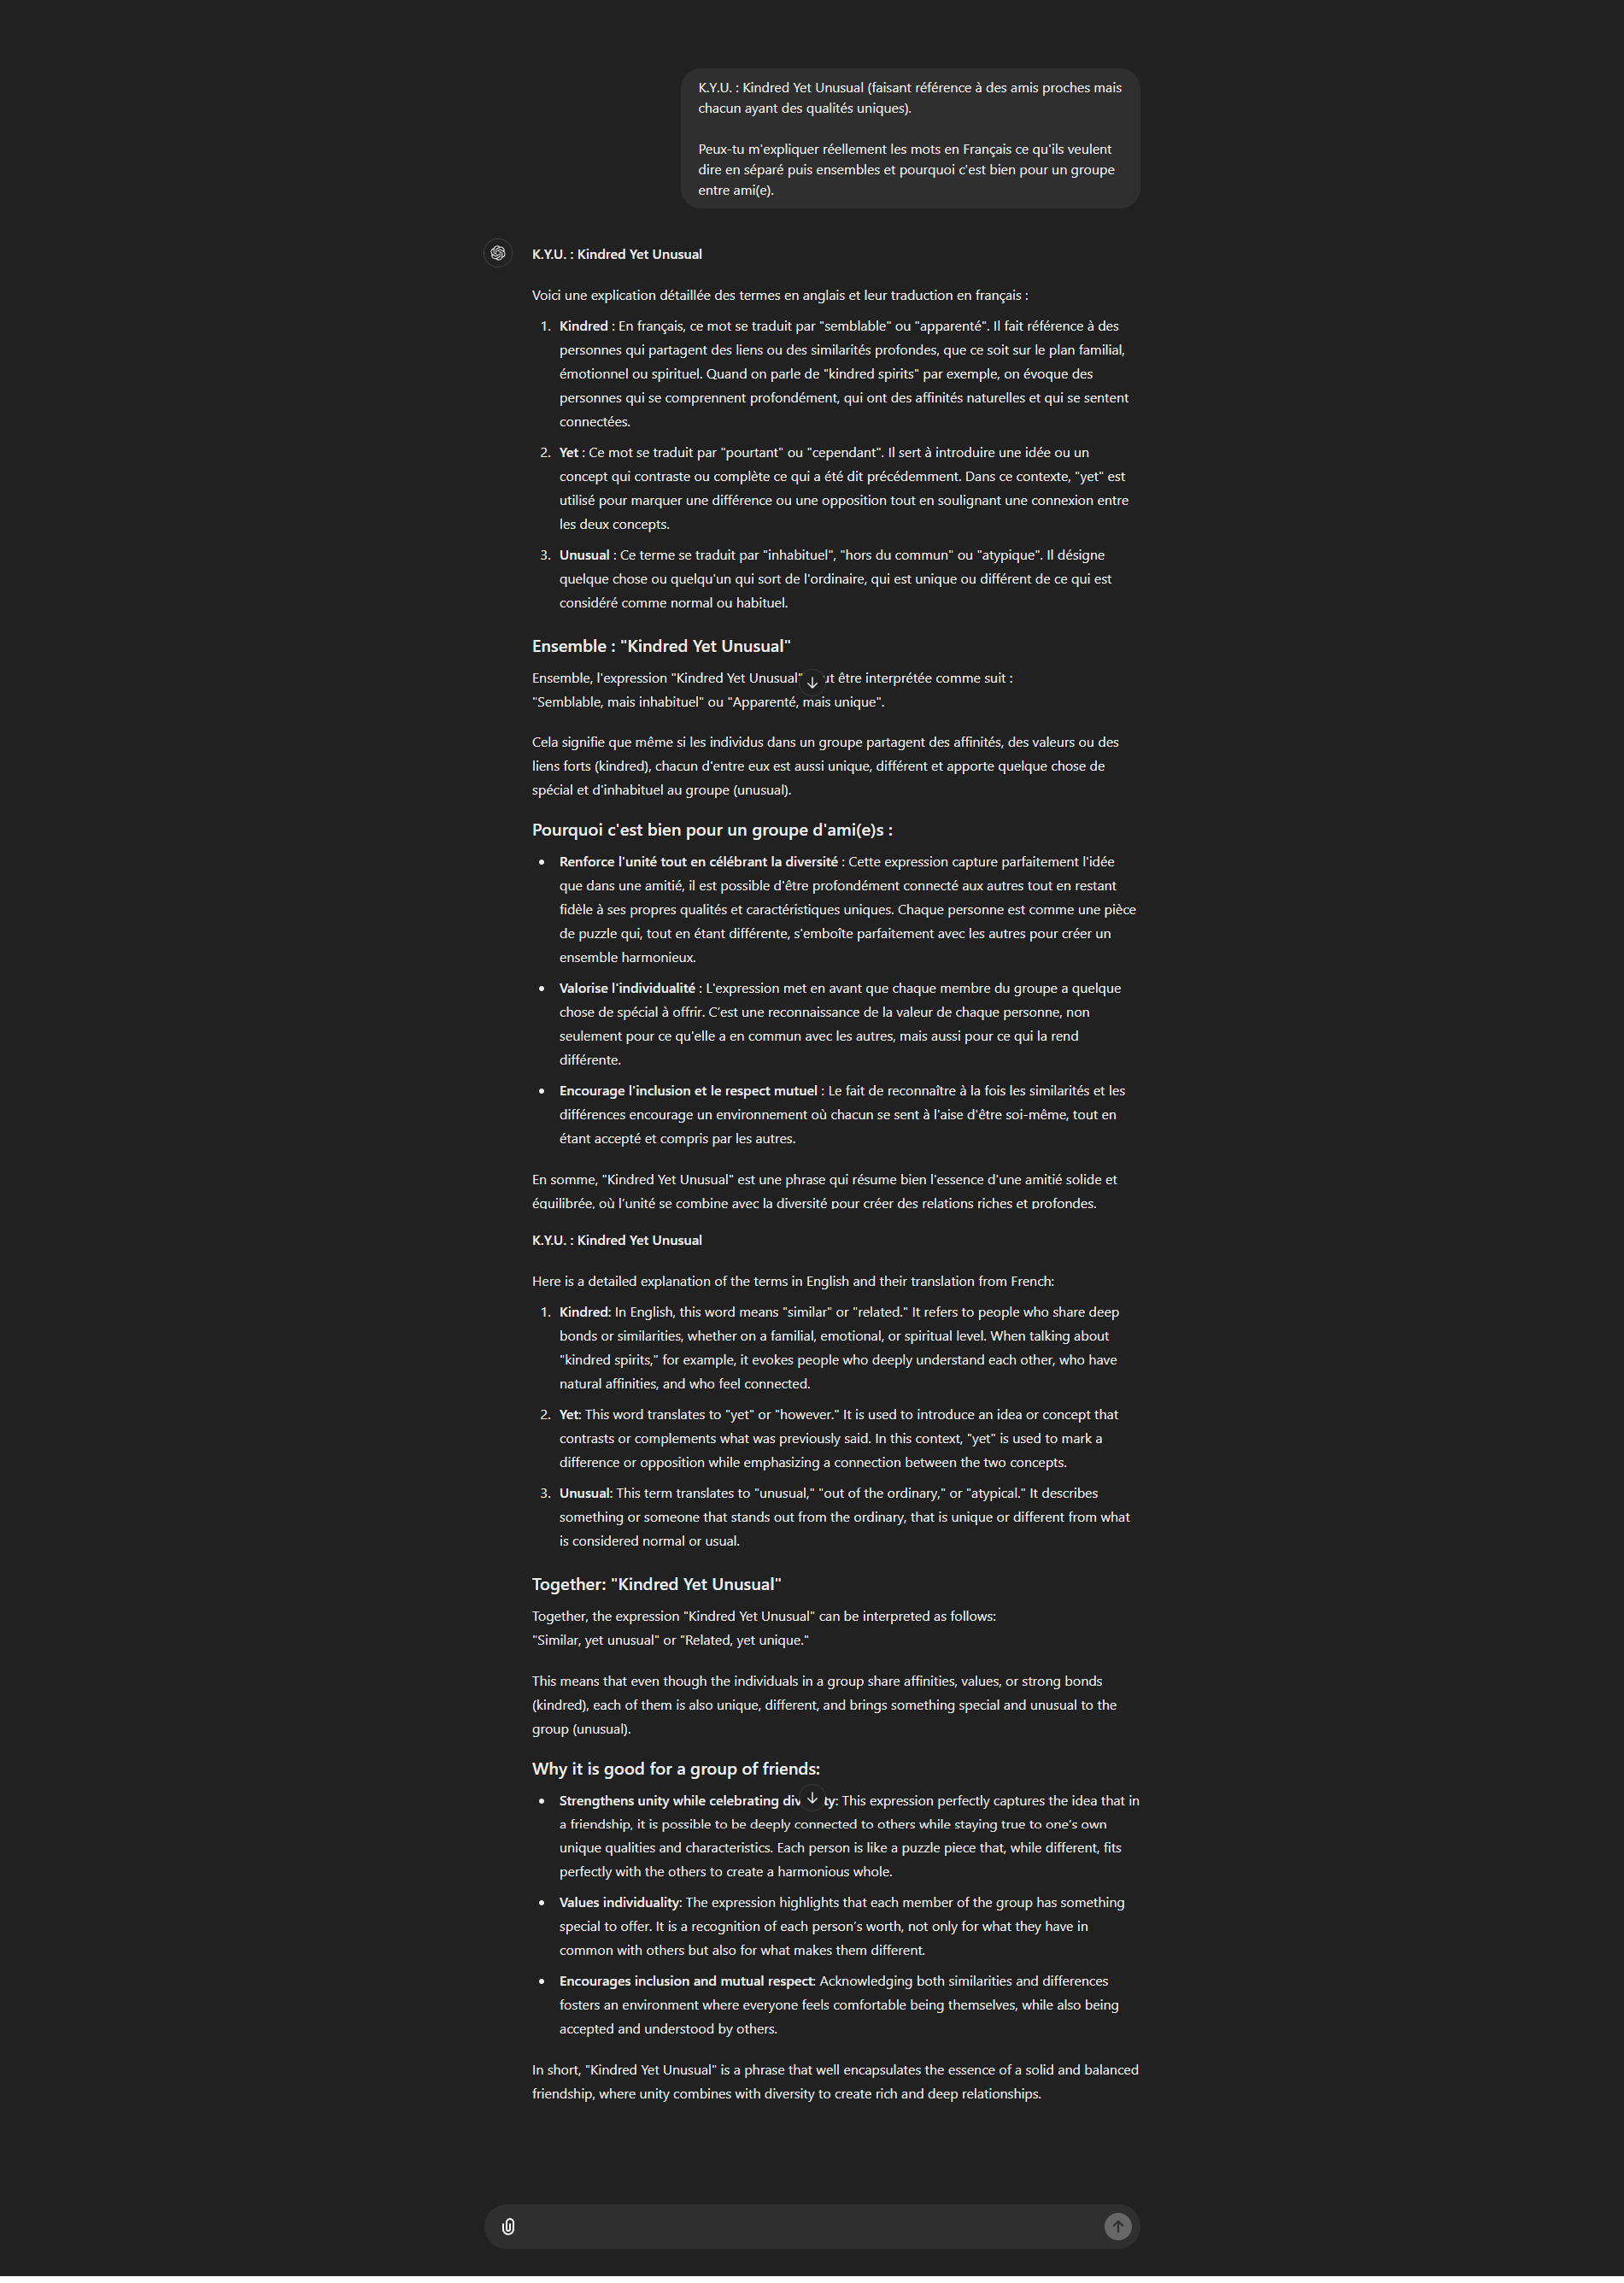 K.Y.U. : Kindred Yet Unusual (faisant référence à des amis proches mais
chacun ayant des qualités uniques).
Peux-tu m'expliquer réellement les mots en Français ce qu'ils veulent
dire en séparé puis ensembles et pourquoi c'est bien pour un groupe
entre ami(e).
K.Y.U. : Kindred Yet Unusual
Voici une explication détaillée des termes en anglais et leur traduction en français :
1. Kindred : En français, ce mot se traduit par "semblable" ou "apparenté". Il fait référence à des
personnes qui partagent des liens ou des similarités profondes, que ce soit sur le plan familial,
émotionnel ou spirituel. Quand on parle de "kindred spirits" par exemple, on évoque des
personnes qui se comprennent profondément, qui ont des affinités naturelles et qui se sentent
connectées.
2. Yet : Ce mot se traduit par "pourtant" ou "cependant". Il sert à introduire une idée ou un
concept qui contraste ou complète ce qui a été dit précédemment. Dans ce contexte, "yet" est
utilisé pour marquer une différence ou une opposition tout en soulignant une connexion entre
les deux concepts.
3. Unusual : Ce terme se traduit par "inhabituel", "hors du commun" ou "atypique". Il désigne
quelque chose ou quelqu'un qui sort de l'ordinaire, qui est unique ou différent de ce qui est
considéré comme normal ou habituel.
Ensemble : "Kindred Yet Unusual"
Ensemble, l'expression "Kindred Yet Unusual" ut être interprétée comme suit :
"Semblable, mais inhabituel" ou "Apparenté, mais unique".
Cela signifie que même si les individus dans un groupe partagent des affinités, des valeurs ou des
liens forts (kindred), chacun d'entre eux est aussi unique, différent et apporte quelque chose de
spécial et d'inhabituel au groupe (unusual).
Pourquoi c'est bien pour un groupe d'ami(e)s :
• Renforce l'unité tout en célébrant la diversité : Cette expression capture parfaitement l'idée
que dans une amitié, il est possible d'être profondément connecté aux autres tout en restant
fidèle à ses propres qualités et caractéristiques uniques. Chaque personne est comme une pièce
de puzzle qui, tout en étant différente, s'emboîte parfaitement avec les autres pour créer un
ensemble harmonieux.
• Valorise l'individualité : L'expression met en avant que chaque membre du groupe a quelque
chose de spécial à offrir. C'est une reconnaissance de la valeur de chaque personne, non
seulement pour ce qu'elle a en commun avec les autres, mais aussi pour ce qui la rend
différente.
• Encourage l'inclusion et le respect mutuel : Le fait de reconnaître à la fois les similarités et les
différences encourage un environnement où chacun se sent à l'aise d'être soi-même, tout en
étant accepté et compris par les autres.
En somme, "Kindred Yet Unusual" est une phrase qui résume bien l'essence d'une amitié solide et
équilibrée, où l'unité se combine avec la diversité pour créer des relations riches et profondes.
K.Y.U. : Kindred Yet Unusual
Here is a detailed explanation of the terms in English and their translation from French:
1. Kindred: In English, this word means "similar" or "related." It refers to people who share deep
bonds or similarities, whether on a familial, emotional, or spiritual level. When talking about
"kindred spirits," for example, it evokes people who deeply understand each other, who have
natural affinities, and who feel connected.
2. Yet: This word translates to "yet" or "however." It is used to introduce an idea or concept that
contrasts or complements what was previously said. In this context, "yet" is used to mark a
difference or opposition while emphasizing a connection between the two concepts.
3. Unusual: This term translates to "unusual," "out of the ordinary," or "atypical." It describes
something or someone that stands out from the ordinary, that is unique or different from what
is considered normal or usual.
Together: "Kindred Yet Unusual"
Together, the expression "Kindred Yet Unusual" can be interpreted as follows:
"Similar, yet unusual" or "Related, yet unique."
This means that even though the individuals in a group share affinities, values, or strong bonds
(kindred), each of them is also unique, different, and brings something special and unusual to the
group (unusual).
Why it is good for a group of friends:
• Strengthens unity while celebrating div ty: This expression perfectly captures the idea that in
a friendship, it is possible to be deeply connected to others while staying true to one's own
unique qualities and characteristics. Each person is like a puzzle piece that, while different, fits
perfectly with the others to create a harmonious whole.
• Values individuality: The expression highlights that each member of the group has something
special to offer. It is a recognition of each person's worth, not only for what they have in
common with others but also for what makes them different.
• Encourages inclusion and mutual respect: Acknowledging both similarities and differences
fosters an environment where everyone feels comfortable being themselves, while also being
accepted and understood by others.
In short, "Kindred Yet Unusual" is a phrase that well encapsulates the essence of a solid and balanced
friendship, where unity combines with diversity to create rich and deep relationships.